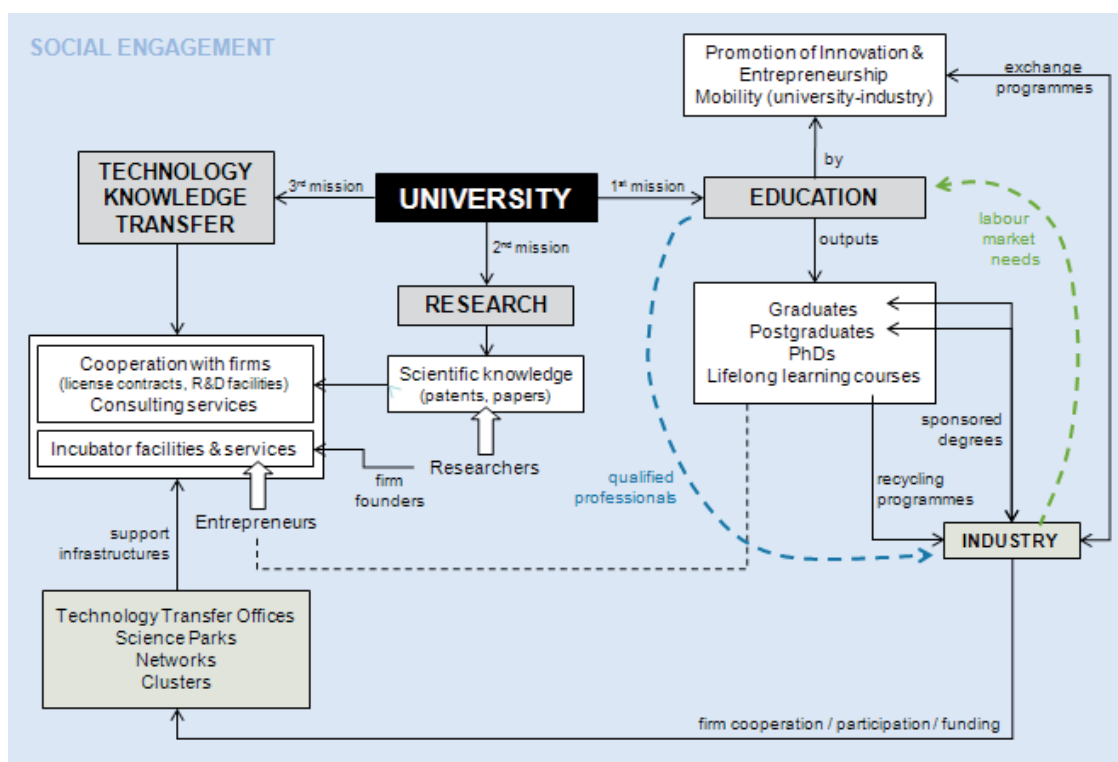 SOCIAL ENGAGEMENT
Promotion of Innovation &
Entrepreneurship
Mobility (university-industry)
exchange
programmes
by
TECHNOLOGY
KNOWLEDGE
TRANSFER
3rd mission
UNIVERSITY
1st mission
EDUCATION
labour
market
needs
2nd mission
outputs
RESEARCH
Graduates
Postgraduates
PhDs
Lifelong learning courses
Cooperation with firms
(license contracts, R&D facilities)
Consulting services
Scientific knowledge
(patents, papers)
Incubator facilities & services
Researchers
firm
founders
Entrepreneurs
qualified
professionals
sponsored
degrees
recycling
programmes
INDUSTRY
support
infrastructures
Technology Transfer Offices
Science Parks
Networks
Clusters
firm cooperation / participation / funding